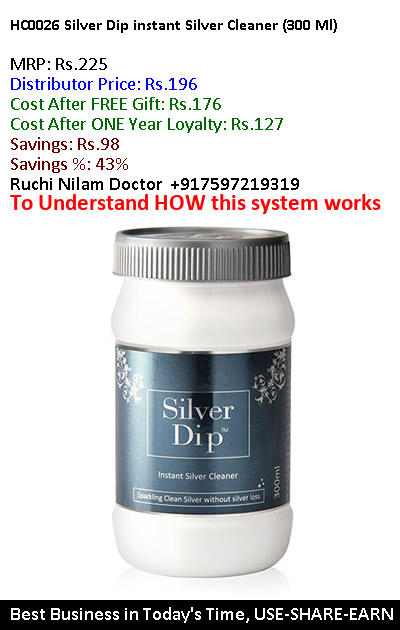 HC0026 Silver Dip instant Silver Cleaner (300 Ml)
MRP: Rs.225
Distributor Price: Rs.196
Cost After FREE Gift: Rs.176
Cost After ONE Year Loyalty: Rs.127
Savings: Rs.98
Savings %: 43%
Ruchi Nilam Doctor +917597219319
To Understand HOW this system works
Silver
Dip™
Instant Silver Cleaner
Sparkling Clean Silver without silver loss
300ml
Best Business in Today's Time, USE-SHARE-EARN